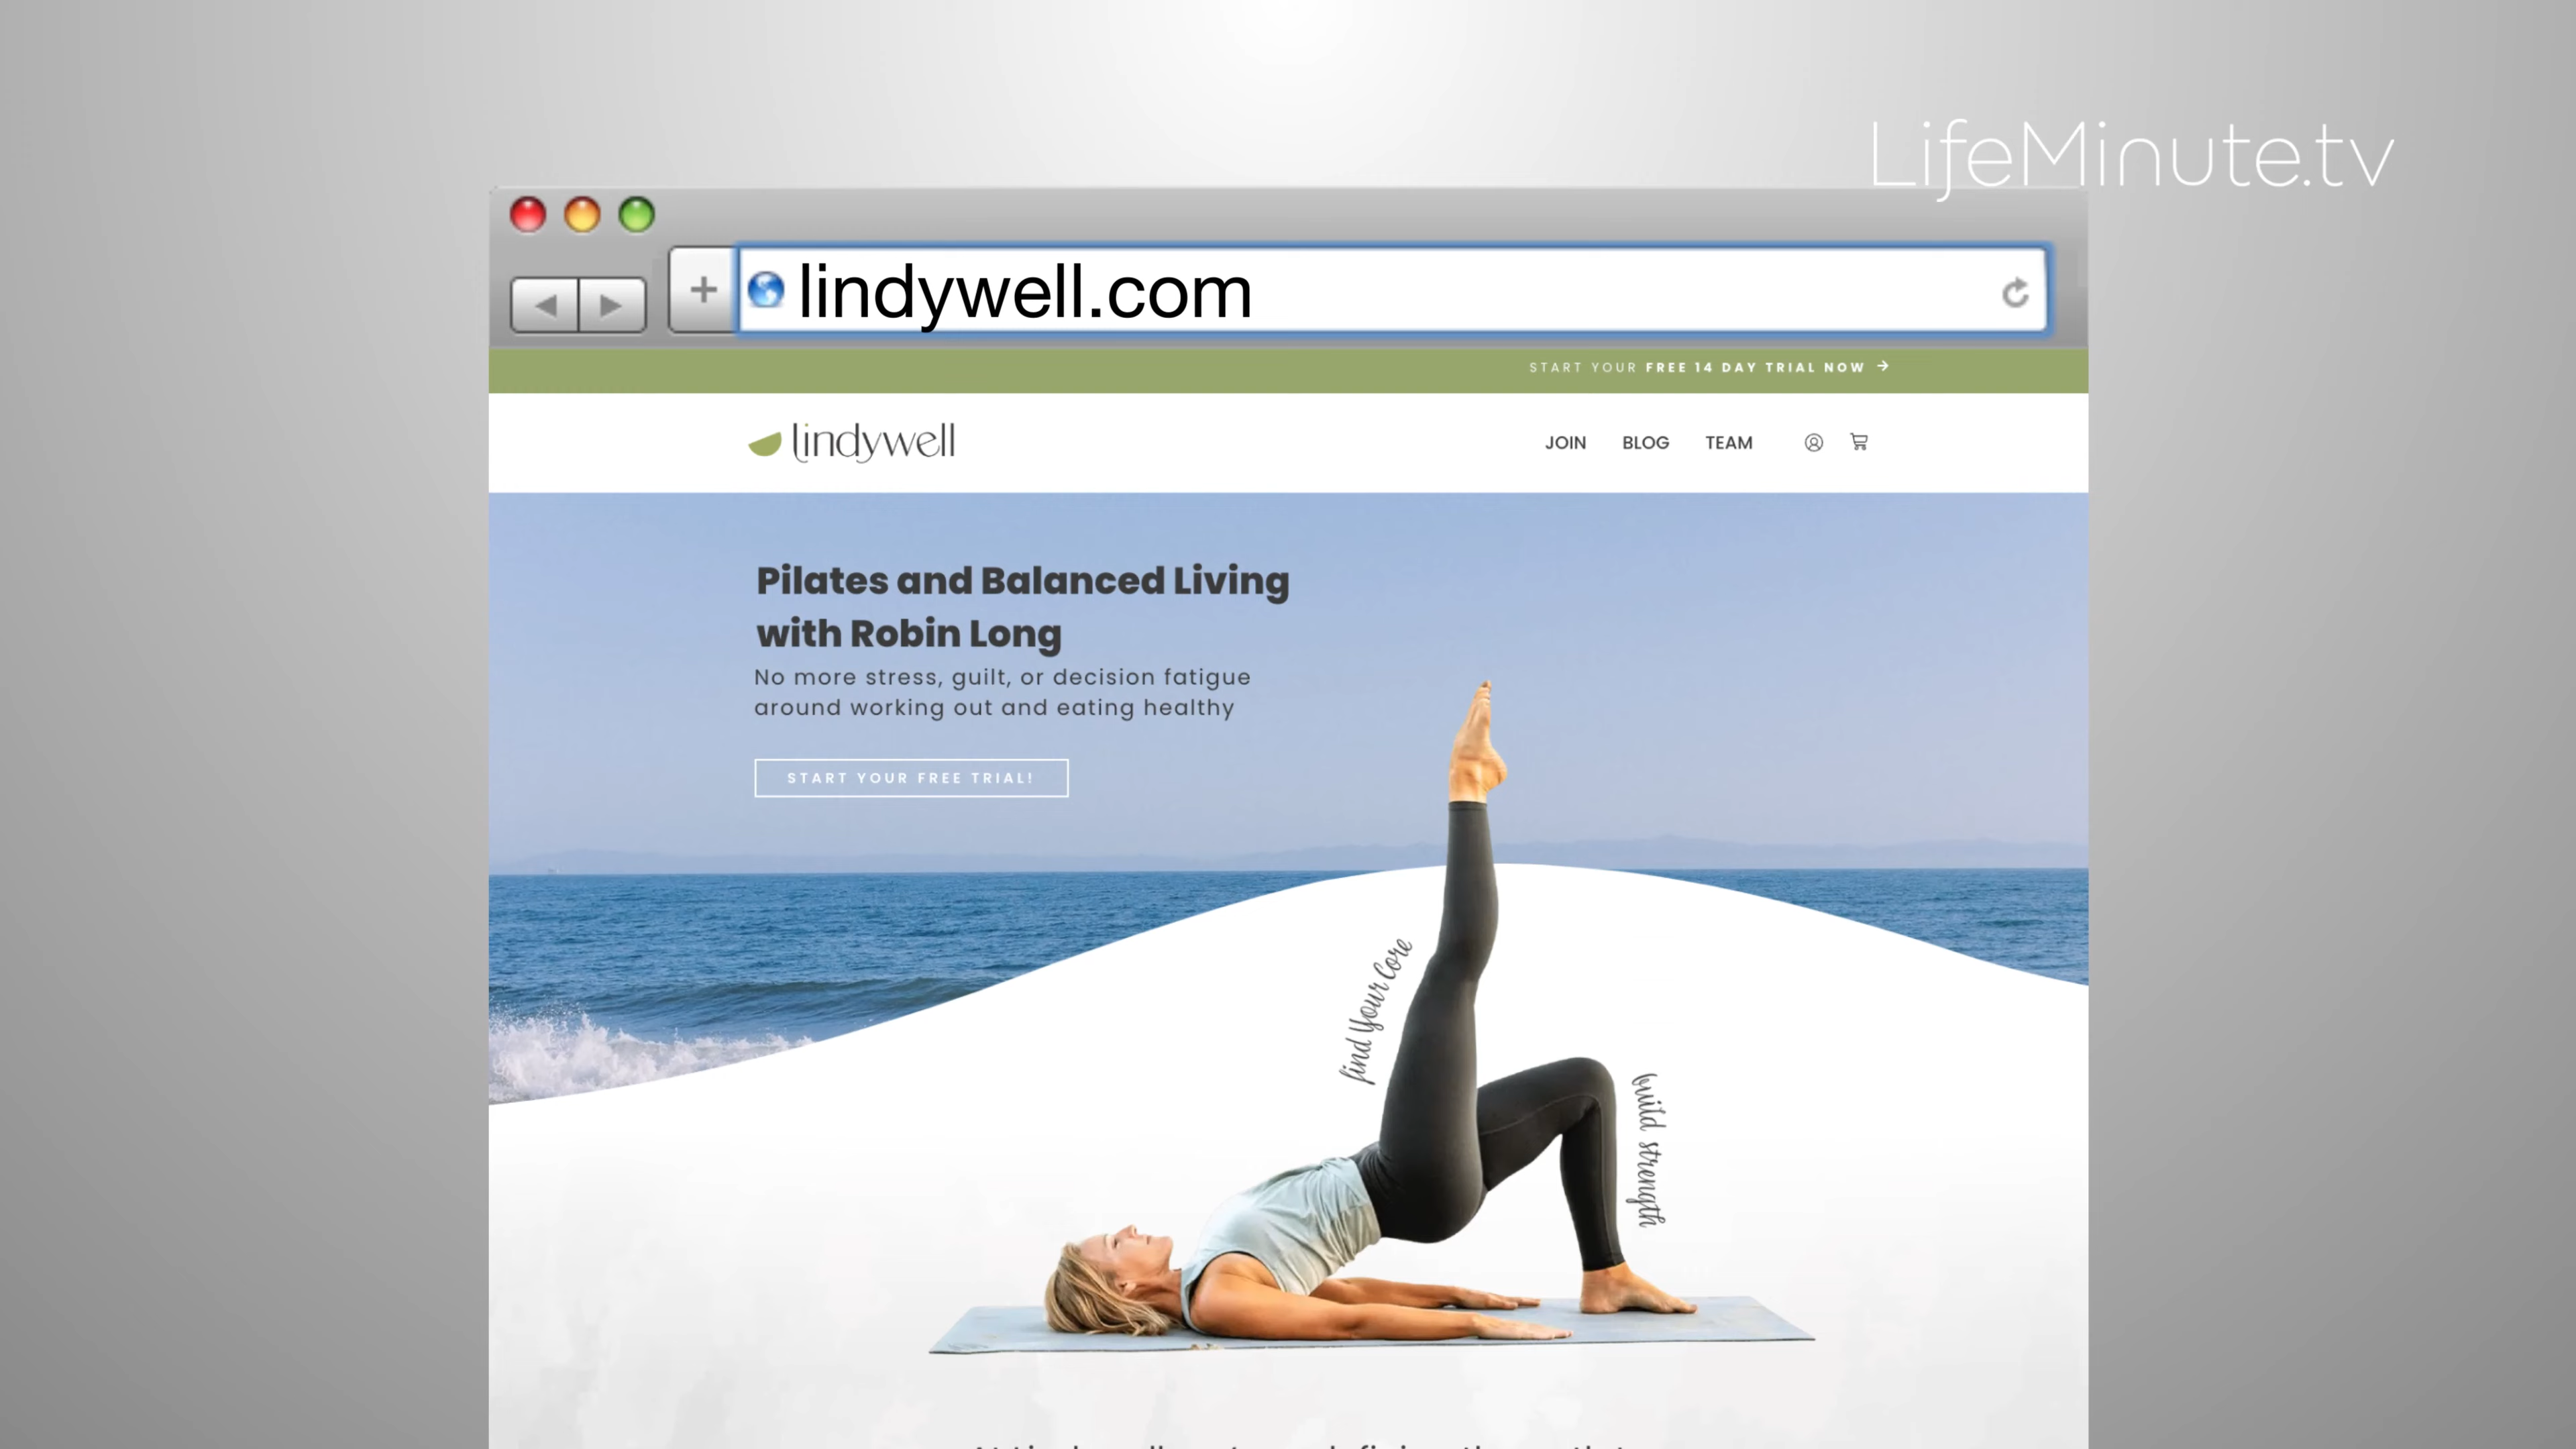 LifeMinute.tv
lindywell.com
START YOUR FREE 14 DAY TRIAL NOW →
lindywell
JOIN BLOG TEAM
Pilates and Balanced Living
with Robin Long
No more stress, guilt, or decision fatigue
around working out and eating healthy
START YOUR FREE TRIAL!
find your core
build strength